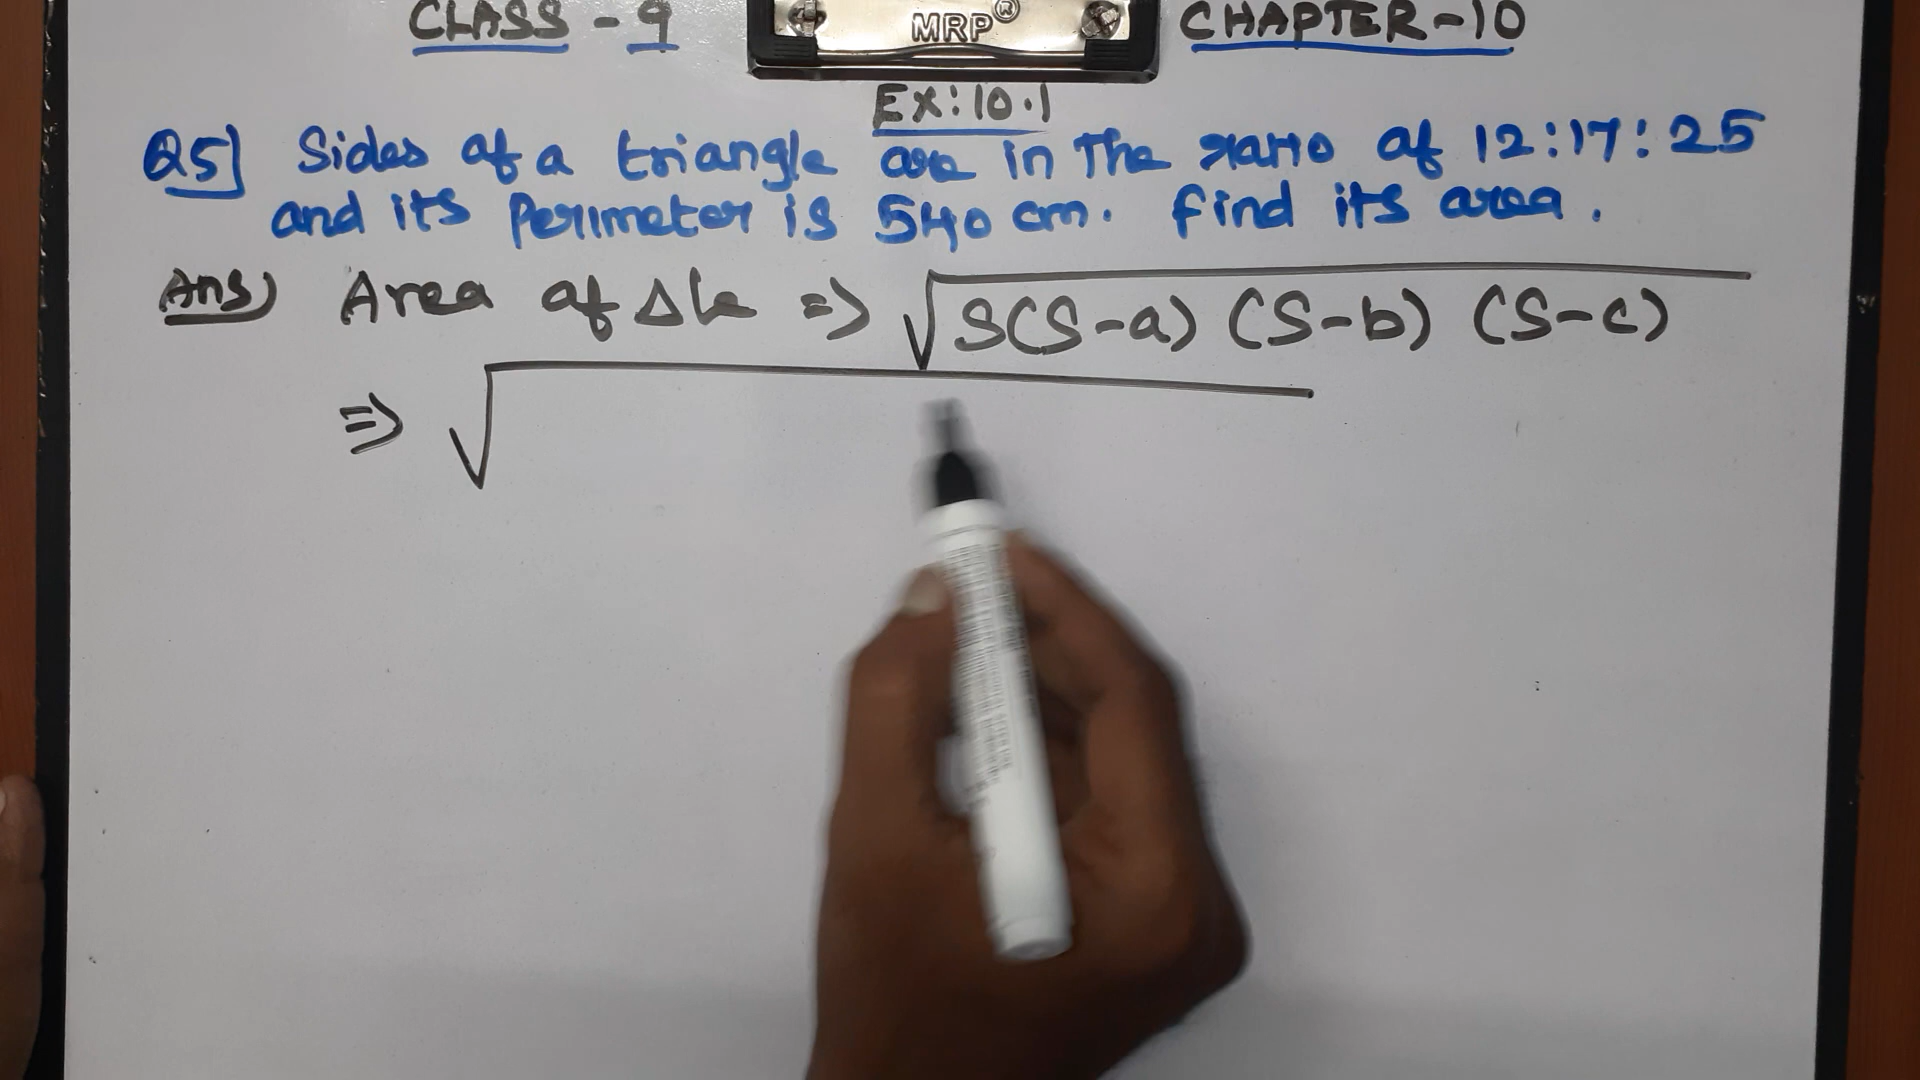 CLASS - 9
MRP®
CHAPTER-10
Ex: 10.1
Q5] Sides of a triangle are in The ratio of 12:17:25
and its Perimeter is 540 cm. Find its area.
Ans) Area of Δle => √S(S-a) (S-b) (S-c)
=> √